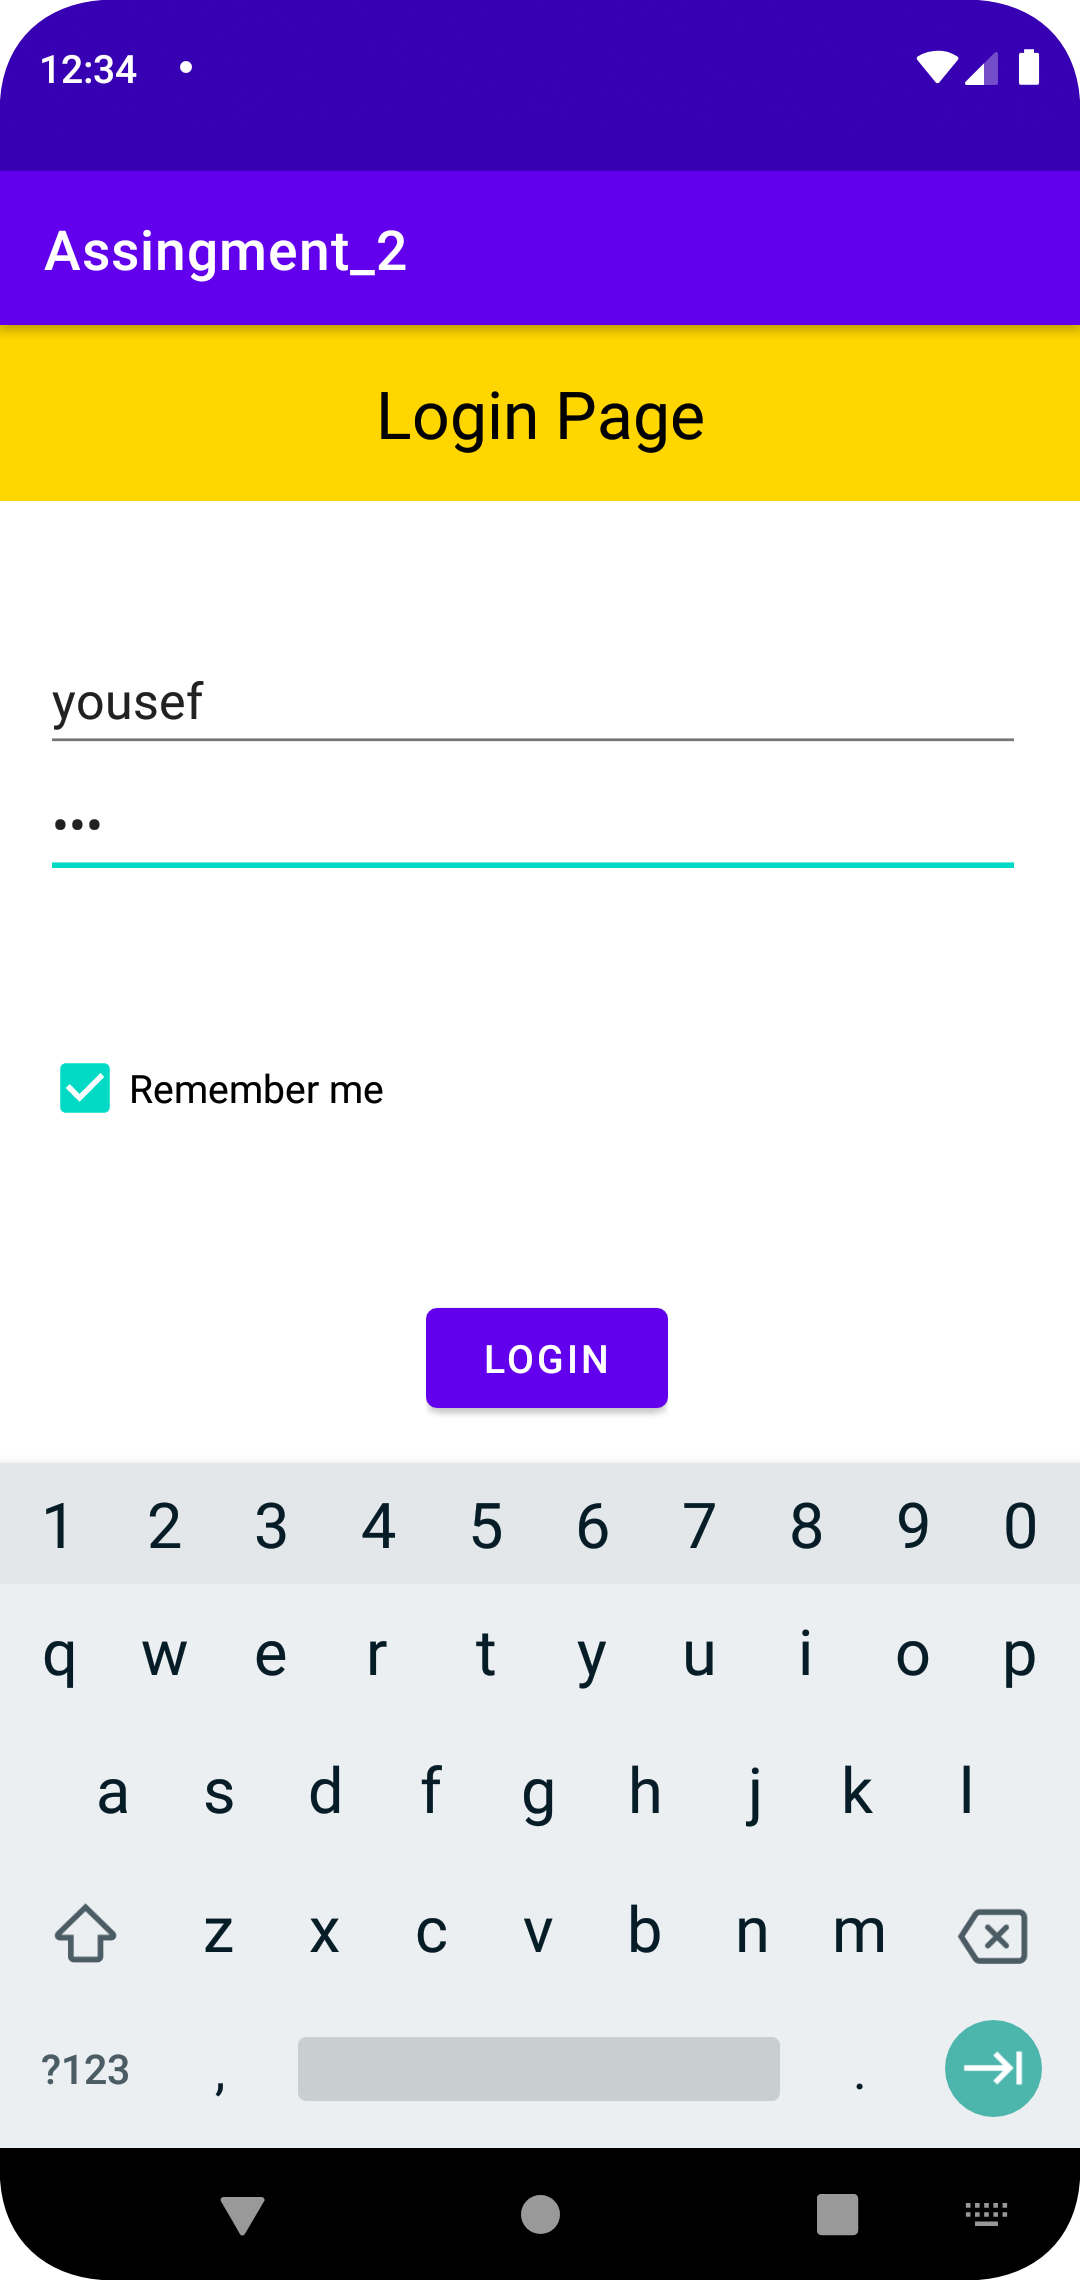 12:34
Assingment_2
Login Page
yousef
•••
Remember me
LOGIN
1 2 3 4 5 6 7 8 9 0
q w e r t y u i o p
a s d f g h j k l
z x c v b n m
?123 , .